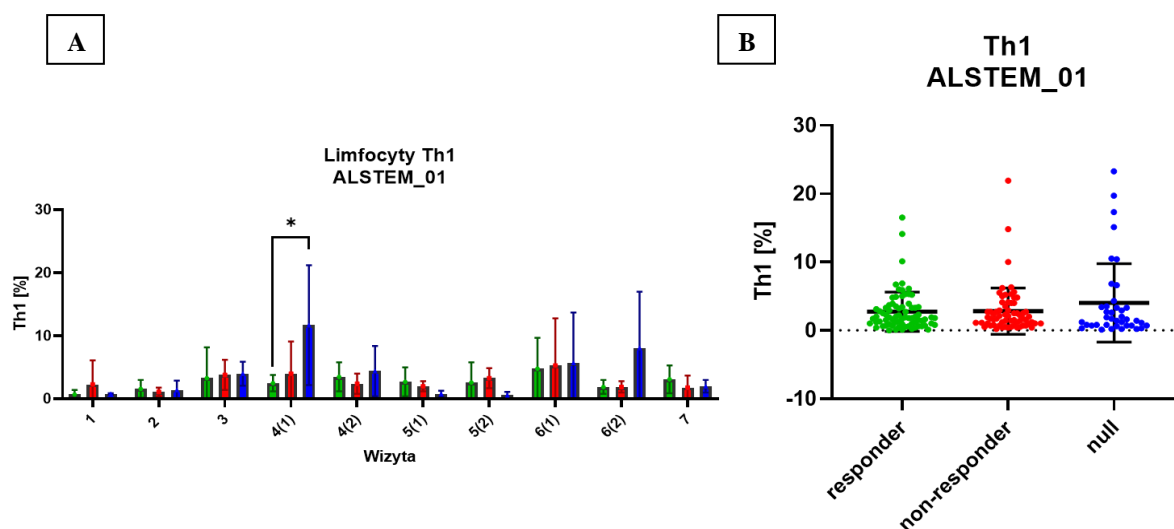 A
Limfocyty Th1
ALSTEM_01
Th1 [%]
30
20
10
0
*
1
2
3
4(1)
4(2)
5(1)
5(2)
6(1)
6(2)
7
Wizyta
B
Th1
ALSTEM_01
Th1 [%]
30
20
10
0
-10
responder
non-responder
null